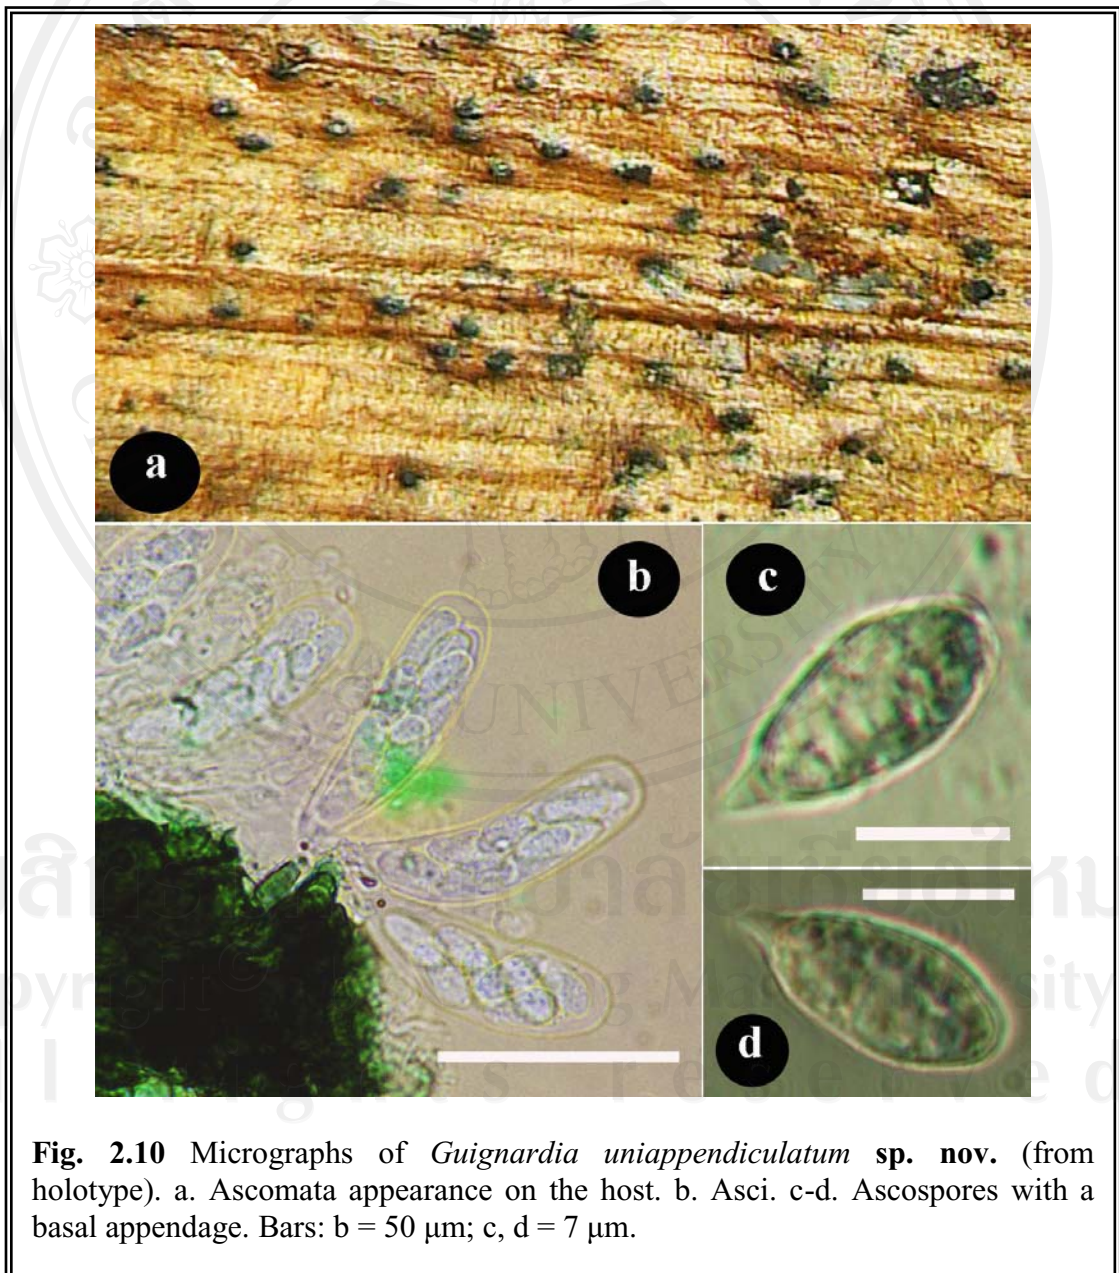 a
b
c
UNIVERSITY
d
Fig. 2.10 Micrographs of Guignardia uniappendiculatum sp. nov. (from
holotype). a. Ascomata appearance on the host. b. Asci. c-d. Ascospores with a
basal appendage. Bars: b = 50 μm; c, d = 7 μm.